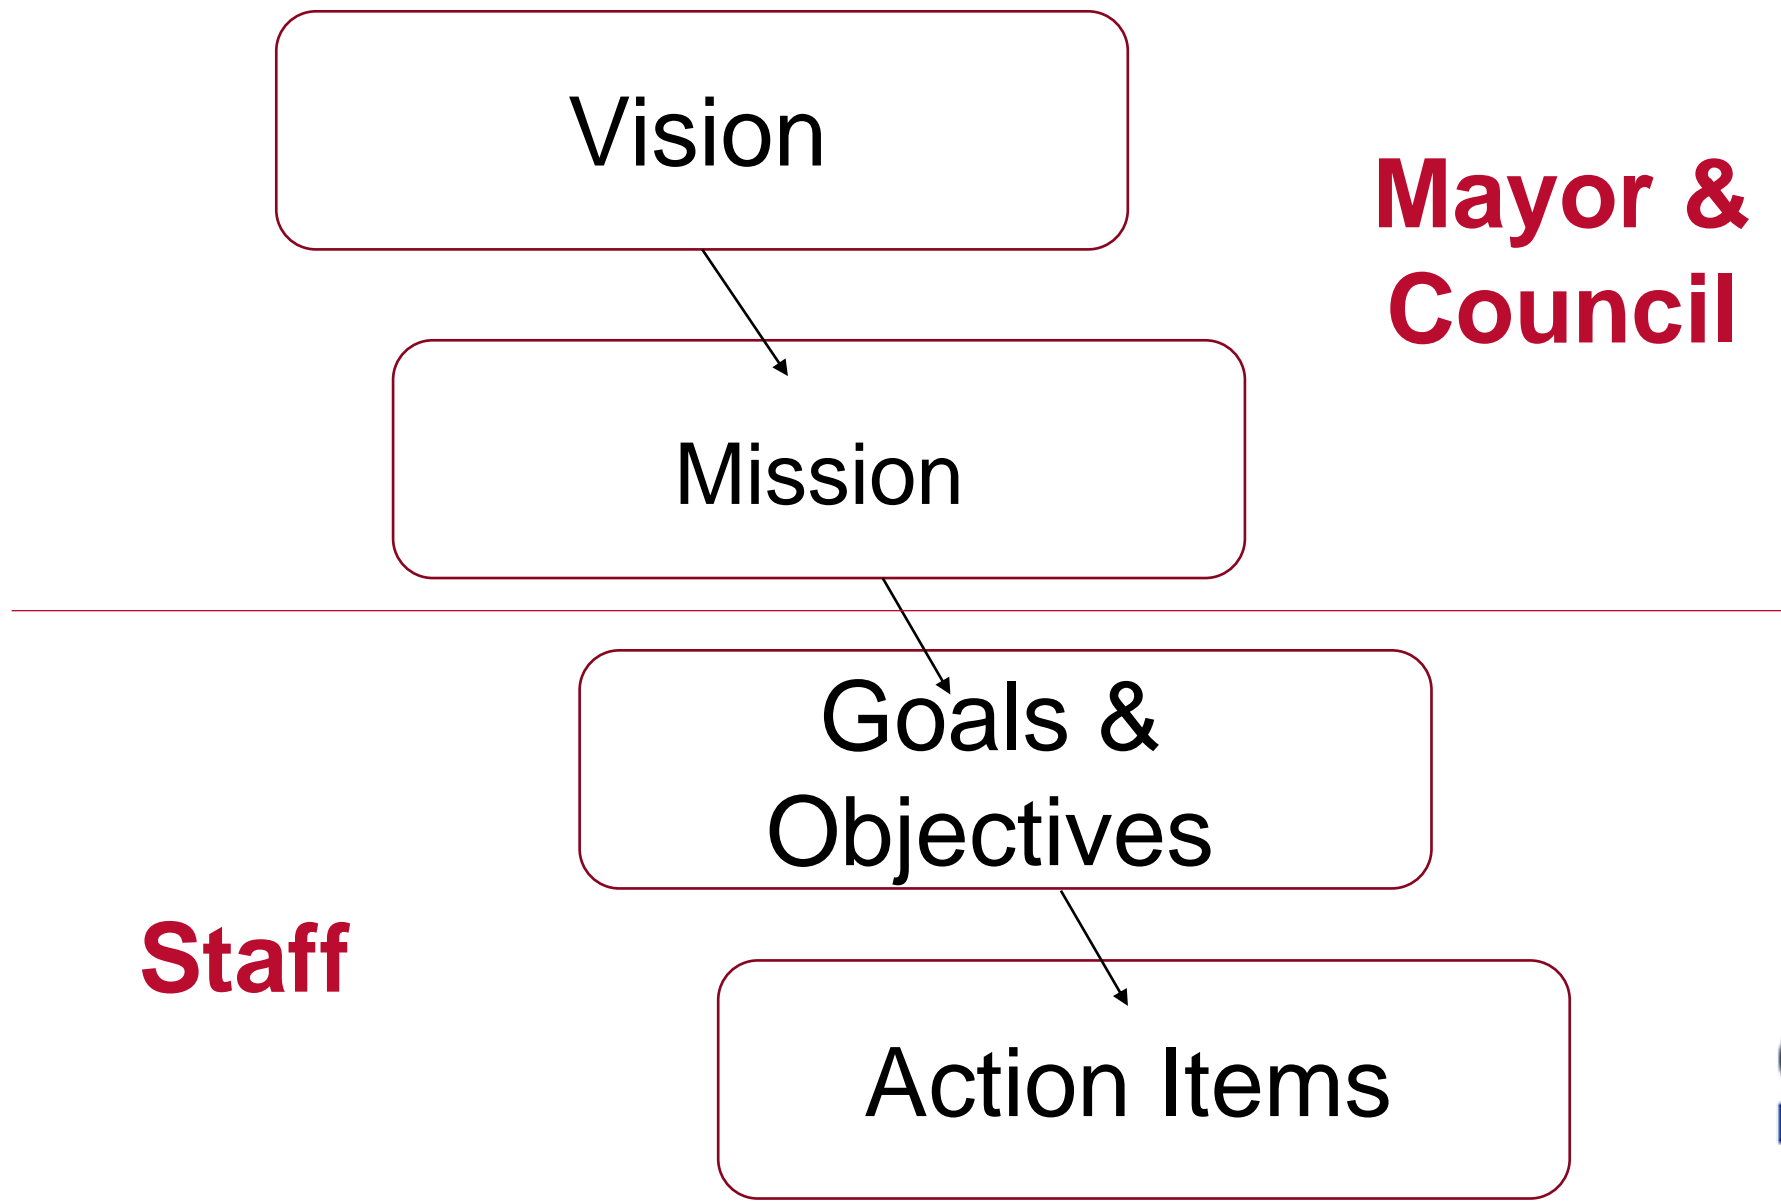 Vision
Mayor &
Council
Mission
Goals &
Objectives
Staff
Action Items